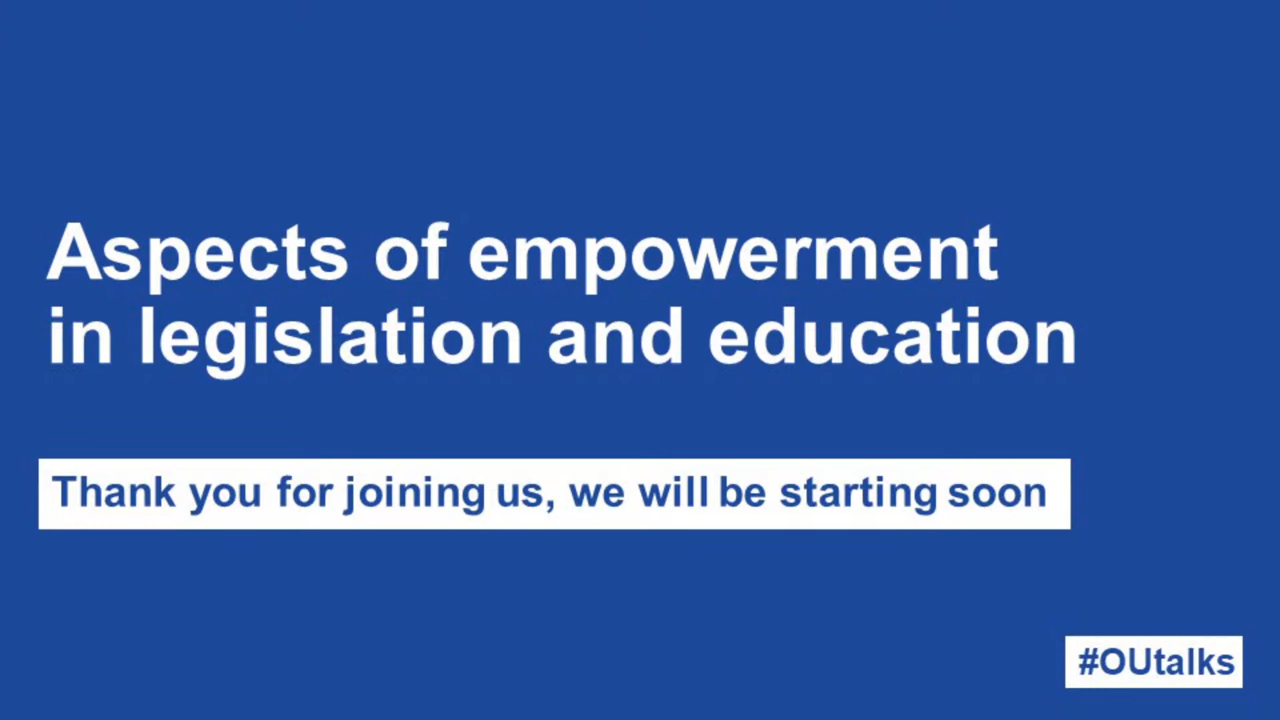 Aspects of empowerment
in legislation and education
Thank you for joining us, we will be starting soon
#OUtalks